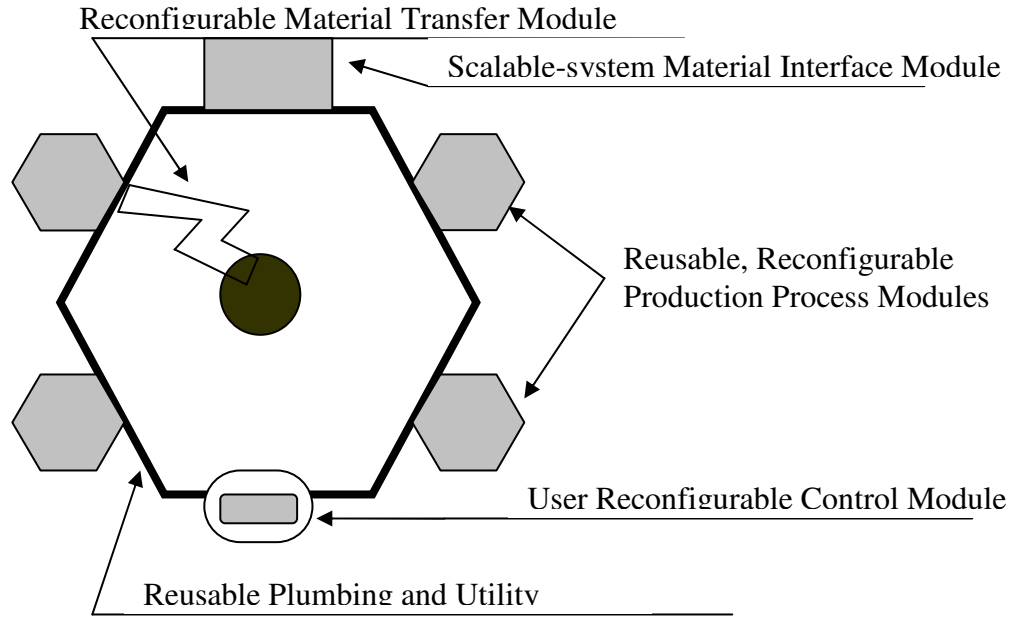 Reconfigurable Material Transfer Module
Scalable-system Material Interface Module
Reusable, Reconfigurable
Production Process Modules
User Reconfigurable Control Module
Reusable Plumbing and Utility